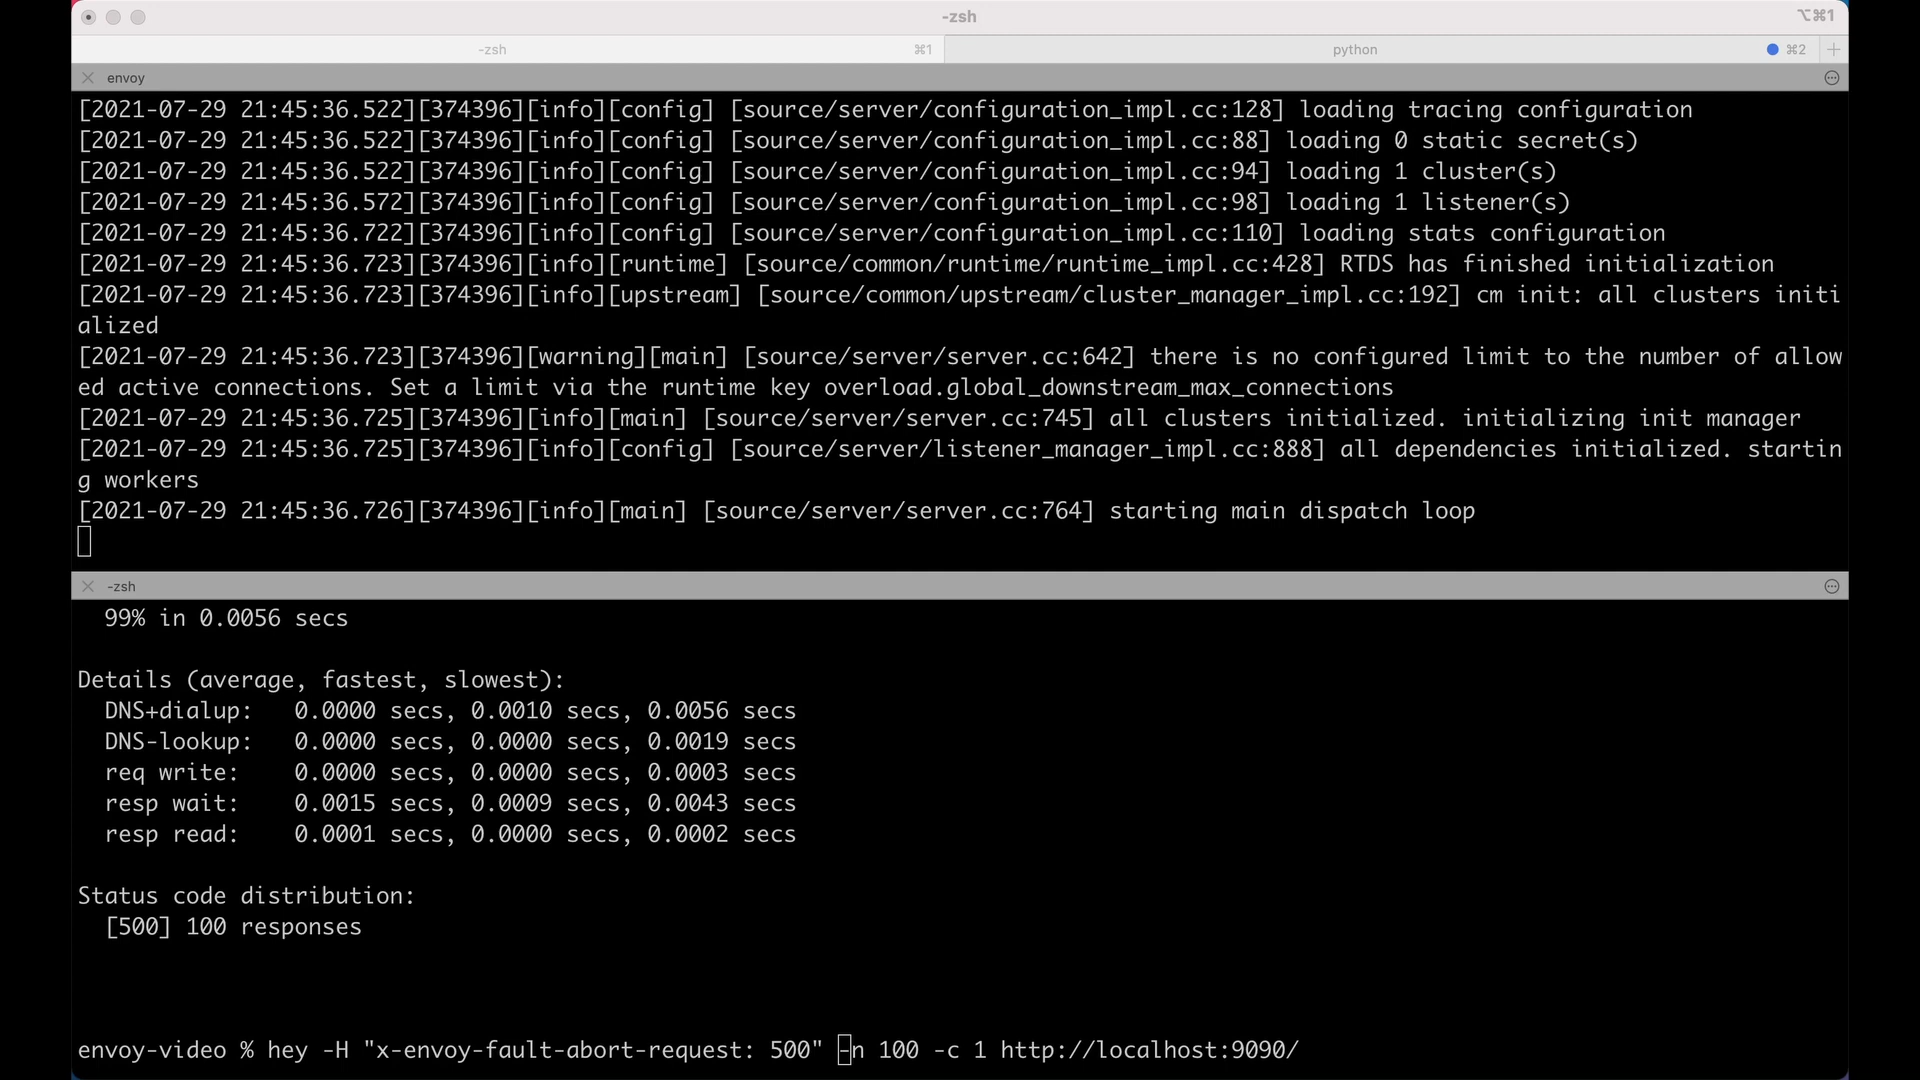 -zsh
⌥⌘1
-zsh ⌘1
python ⌘2
envoy
[2021-07-29 21:45:36.522][374396][info][config] [source/server/configuration_impl.cc:128] loading tracing configuration
[2021-07-29 21:45:36.522][374396][info][config] [source/server/configuration_impl.cc:88] loading 0 static secret(s)
[2021-07-29 21:45:36.522][374396][info][config] [source/server/configuration_impl.cc:94] loading 1 cluster(s)
[2021-07-29 21:45:36.572][374396][info][config] [source/server/configuration_impl.cc:98] loading 1 listener(s)
[2021-07-29 21:45:36.722][374396][info][config] [source/server/configuration_impl.cc:110] loading stats configuration
[2021-07-29 21:45:36.723][374396][info][runtime] [source/common/runtime/runtime_impl.cc:428] RTDS has finished initialization
[2021-07-29 21:45:36.723][374396][info][upstream] [source/common/upstream/cluster_manager_impl.cc:192] cm init: all clusters initi
alized
[2021-07-29 21:45:36.723][374396][warning][main] [source/server/server.cc:642] there is no configured limit to the number of allow
ed active connections. Set a limit via the runtime key overload.global_downstream_max_connections
[2021-07-29 21:45:36.725][374396][info][main] [source/server/server.cc:745] all clusters initialized. initializing init manager
[2021-07-29 21:45:36.725][374396][info][config] [source/server/listener_manager_impl.cc:888] all dependencies initialized. startin
g workers
[2021-07-29 21:45:36.726][374396][info][main] [source/server/server.cc:764] starting main dispatch loop
-zsh
99% in 0.0056 secs
Details (average, fastest, slowest):
DNS+dialup: 0.0000 secs, 0.0010 secs, 0.0056 secs
DNS-lookup: 0.0000 secs, 0.0000 secs, 0.0019 secs
req write: 0.0000 secs, 0.0000 secs, 0.0003 secs
resp wait: 0.0015 secs, 0.0009 secs, 0.0043 secs
resp read: 0.0001 secs, 0.0000 secs, 0.0002 secs
Status code distribution:
[500] 100 responses
envoy-video % hey -H "x-envoy-fault-abort-request: 500" -n 100 -c 1 http://localhost:9090/